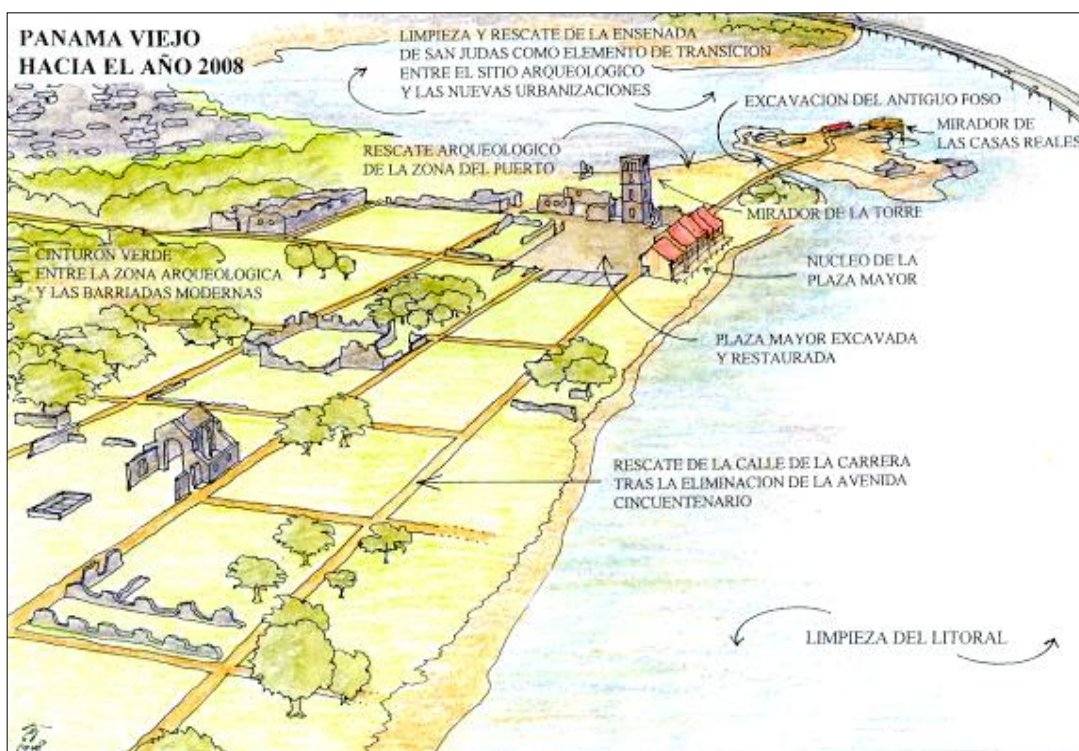 PANAMA VIEJO
HACIA EL AÑO 2008
LIMPIEZA Y RESCATE DE LA ENSENADA
DE SAN JUDAS COMO ELEMENTO DE TRANSICION
ENTRE EL SITIO ARQUEOLOGICO
Y LAS NUEVAS URBANIZACIONES
EXCAVACION DEL ANTIGUO FOSO
MIRADOR DE
LAS CASAS REALES
RESCATE ARQUEOLOGICO
DE LA ZONA DEL PUERTO
MIRADOR DE LA TORRE
CINTURON VERDE
ENTRE LA ZONA ARQUEOLOGICA
Y LAS BARRIADAS MODERNAS
NUCLEO DE LA
PLAZA MAYOR
PLAZA MAYOR EXCAVADA
Y RESTAURADA
RESCATE DE LA CALLE DE LA CARRERA
TRAS LA ELIMINACION DE LA AVENIDA
CINCUENTENARIO
LIMPIEZA DEL LITORAL